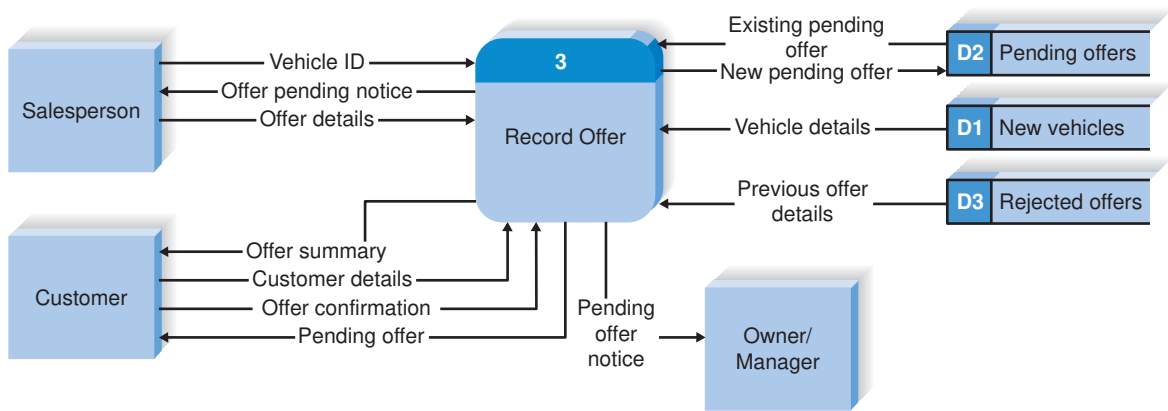 Salesperson
Vehicle ID
Offer pending notice
Offer details
3
Record Offer
Existing pending
offer
New pending offer
D2 Pending offers
Vehicle details
D1 New vehicles
Previous offer
details
D3 Rejected offers
Customer
Offer summary
Customer details
Offer confirmation
Pending offer
Pending
offer
notice
Owner/
Manager